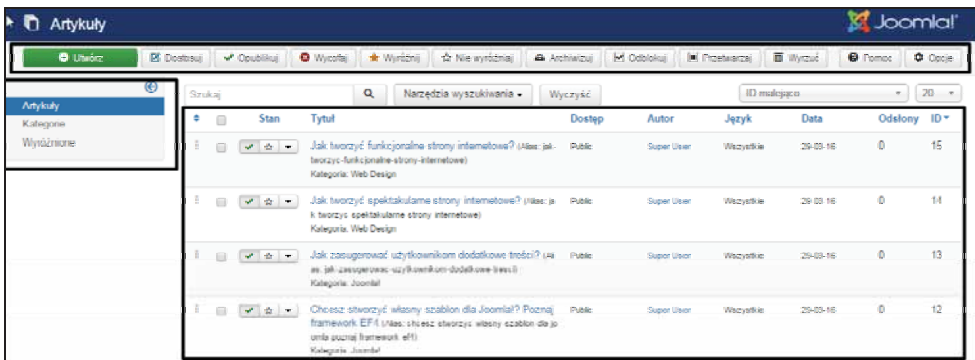 Artykuły
Joomla!
Utwórz Dostosuj Opublikuj Wycofaj Wyróżnij Nie wyróżniaj Archiwizuj Odblokuj Przetwarzaj Wyrzuć Pomoc Opcje
Artykuły
Kategorie
Wyróżnione
Szukaj Narzędzia wyszukiwania Wyczyść ID malejąco 20
Stan Tytuł Dostęp Autor Język Data Odsłony ID
Jak tworzyć funkcjonalne strony internetowe? (Alias: jak-
tworzyc-funkcjonalne-strony-internetowe)
Kategoria: Web Design
Public Super User Wszystkie 29-03-16 0 15
Jak tworzyć spektakularne strony internetowe? (Alias: ja
k tworzyc spektakularne strony internetowe)
Kategoria: Web Design
Public Super User Wszystkie 29-03-16 0 14
Jak zasugerować użytkownikom dodatkowe treści? (Ali
as: jak-zasugerowac-uzytkownikom-dodatkowe-tresci)
Kategoria: Joomla!
Public Super User Wszystkie 29-03-16 0 13
Chcesz stworzyć własny szablon dla Joomla!? Poznaj
framework EF4 (Alias: chcesz stworzyc wlasny szablon dla jo
omla poznaj framework ef4)
Kategoria: Joomla!
Public Super User Wszystkie 29-03-16 0 12